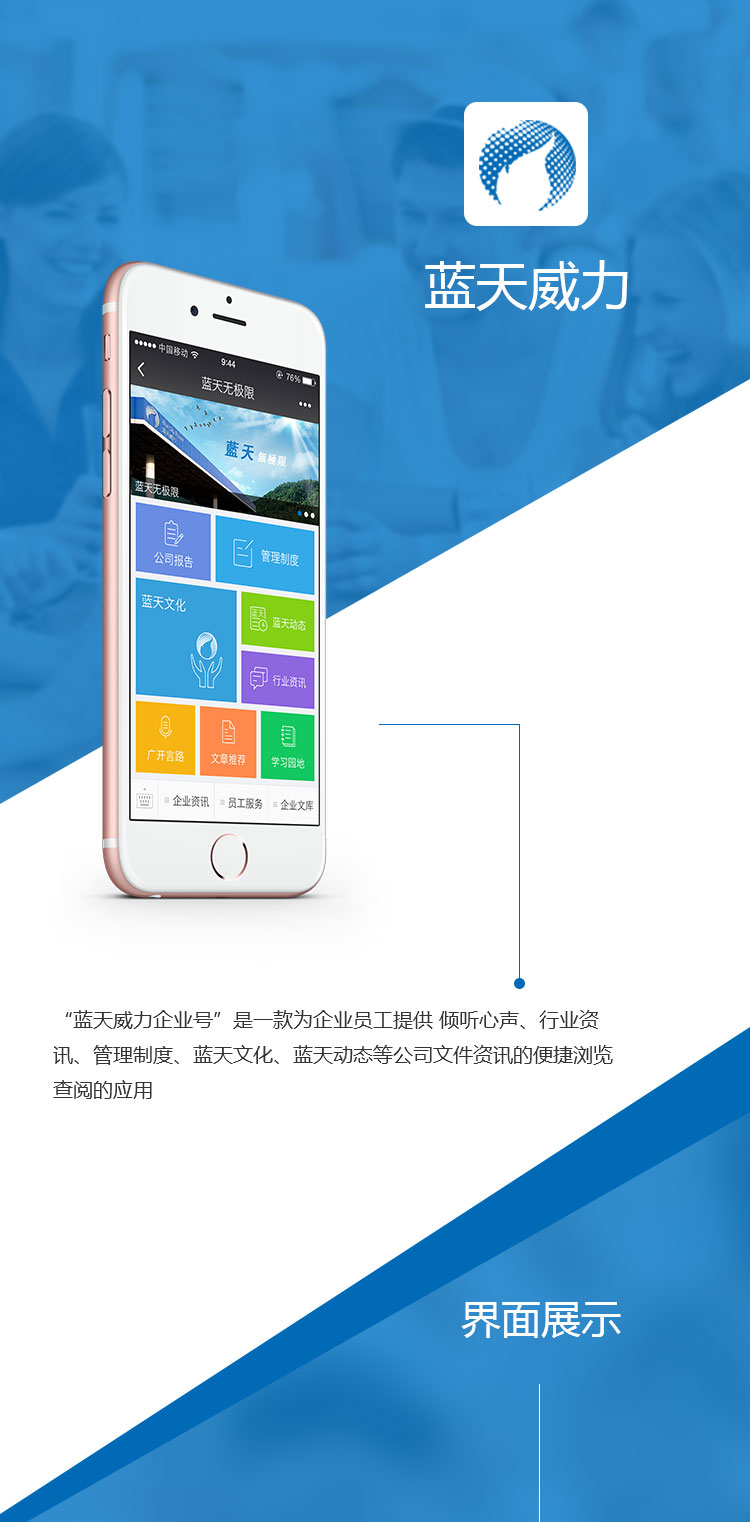 蓝天威力
中国移动
9:44
76%
蓝天无极限
蓝天 無極限
蓝天无极限
公司报告
管理制度
蓝天文化
蓝天
蓝天动态
行业资讯
广开言路
文章推荐
学习园地
企业资讯
员工服务
企业文库
“蓝天威力企业号”是一款为企业员工提供 倾听心声、行业资
讯、管理制度、蓝天文化、蓝天动态等公司文件资讯的便捷浏览
查阅的应用
界面展示